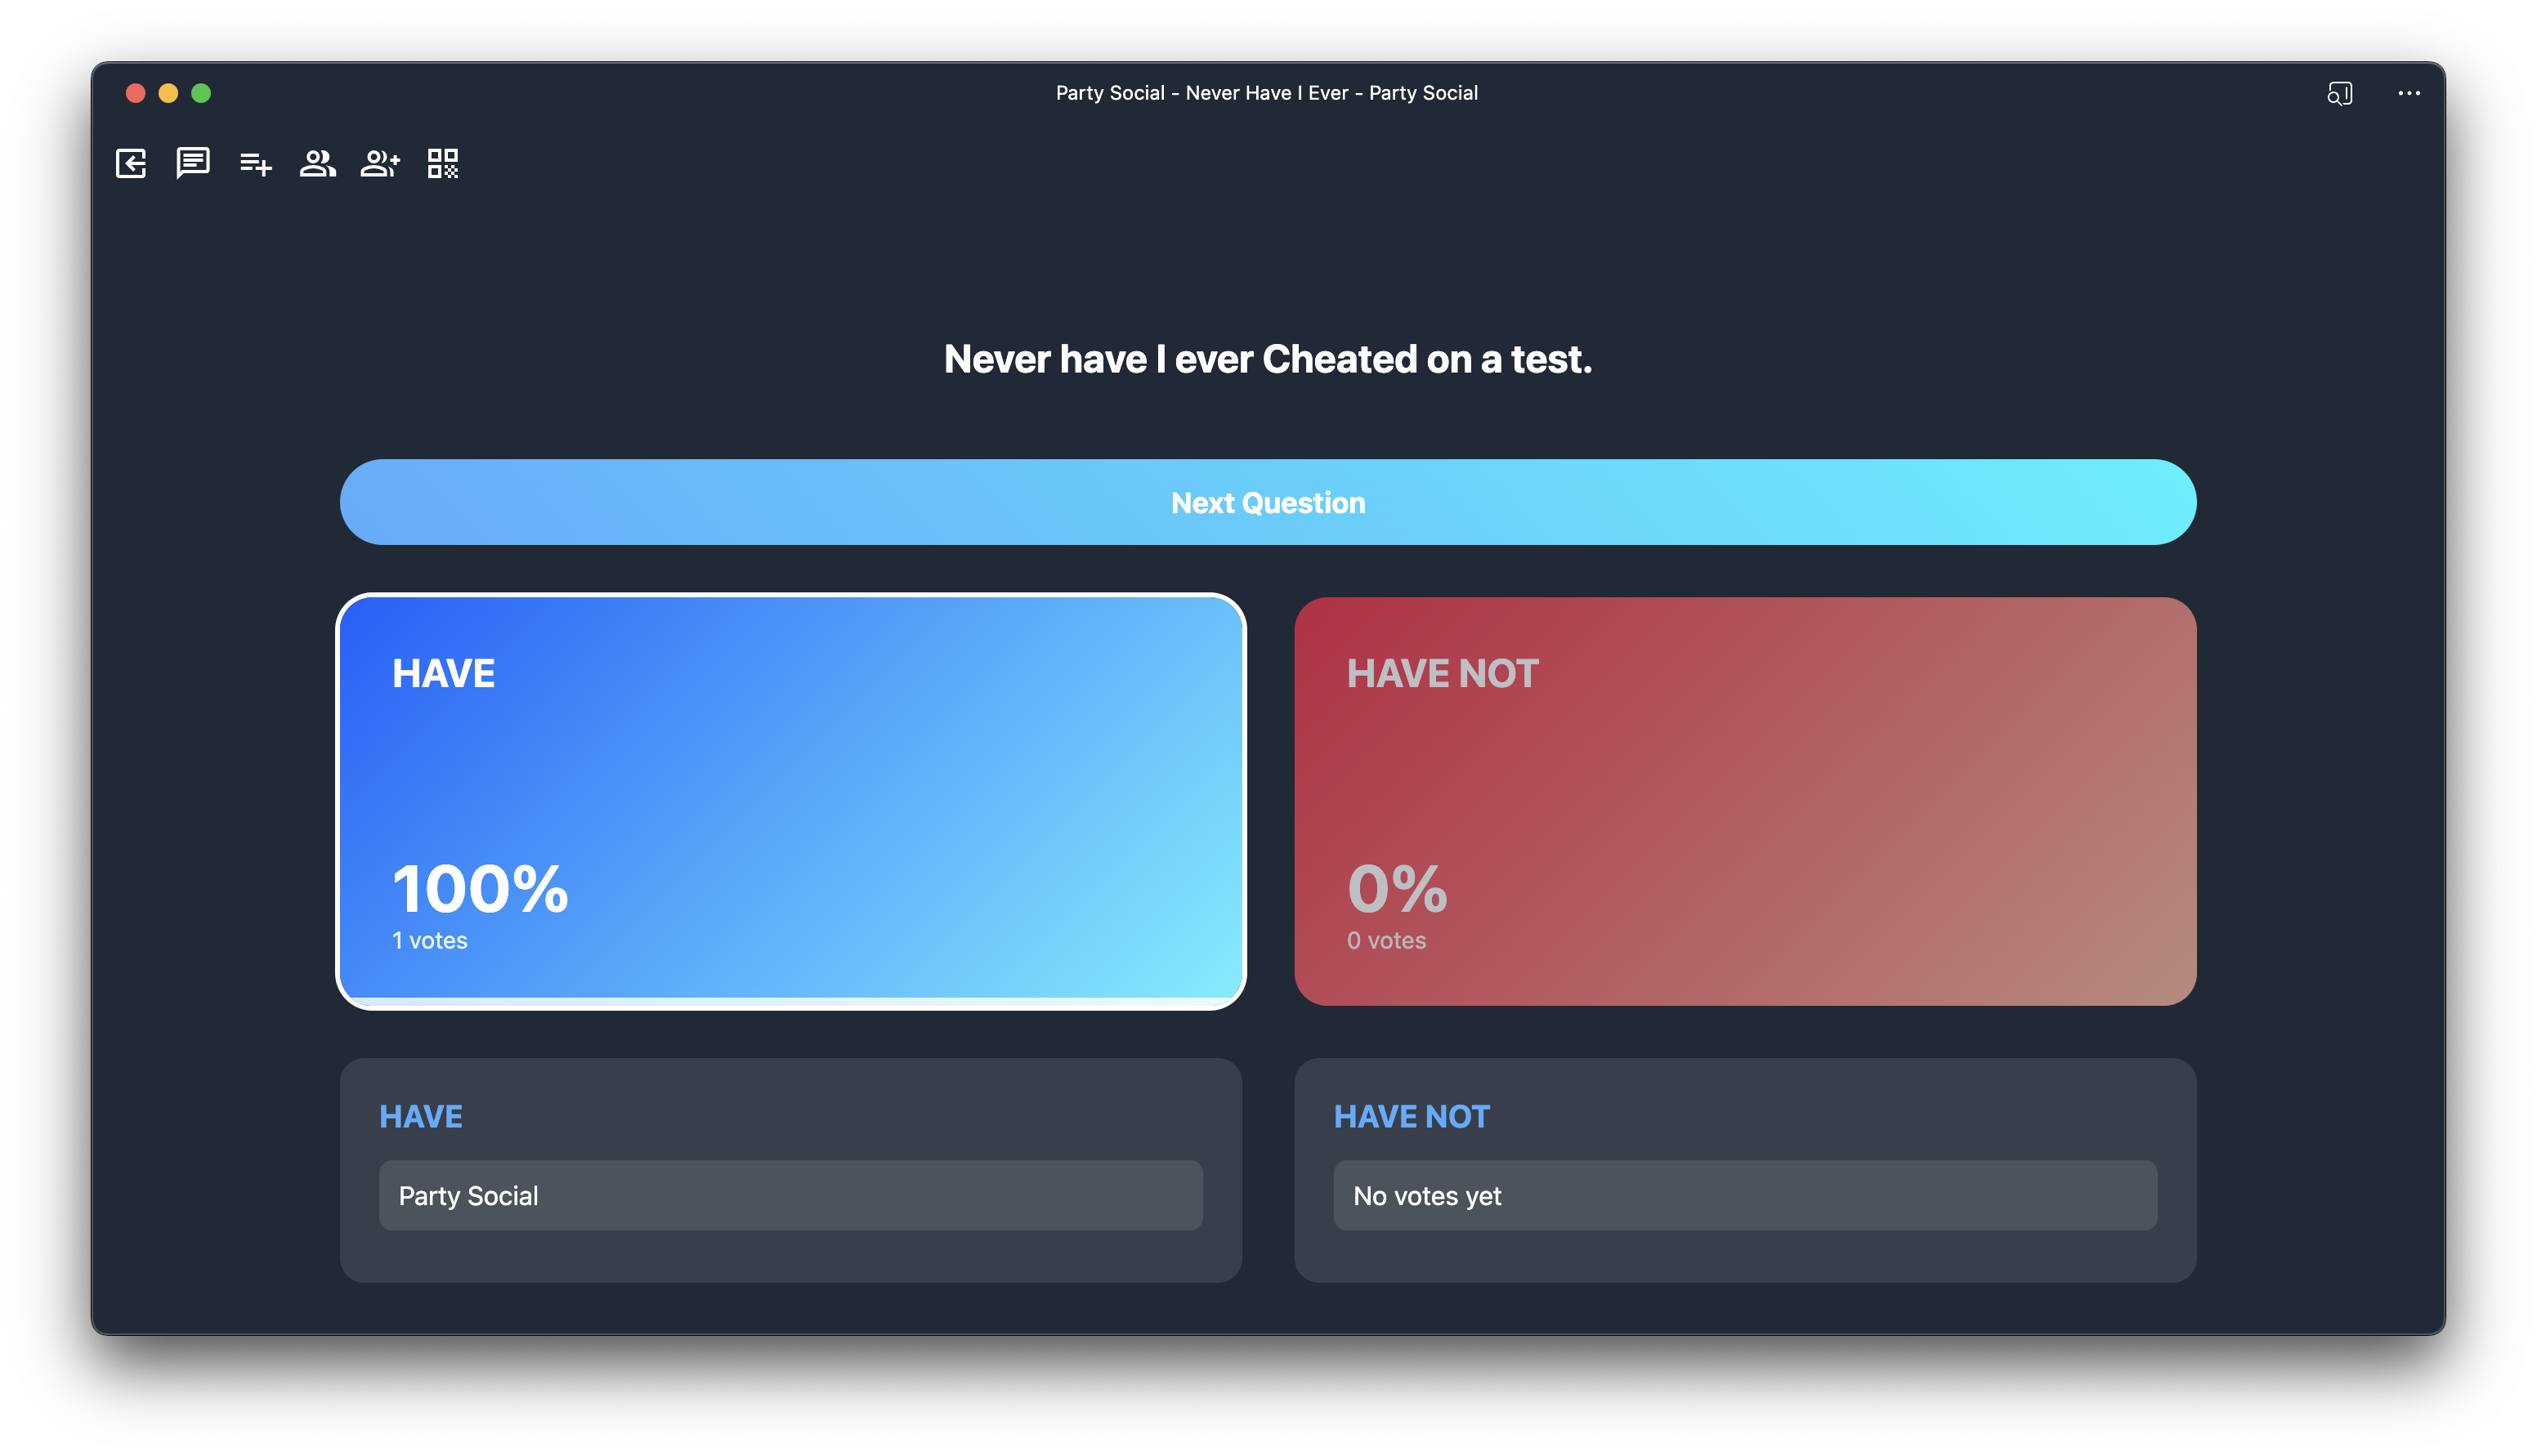 Party Social - Never Have I Ever - Party Social
Never have I ever Cheated on a test.
Next Question
HAVE
100%
1 votes
HAVE NOT
0%
0 votes
HAVE
Party Social
HAVE NOT
No votes yet